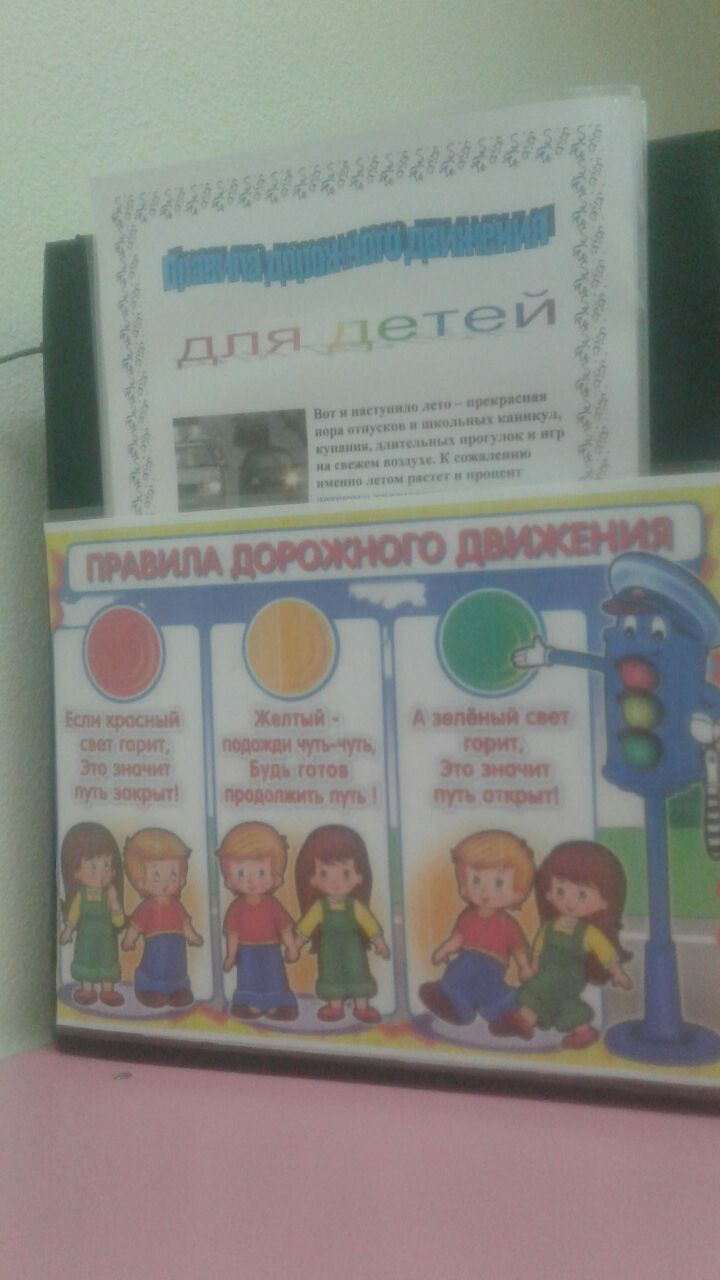 Правила дорожного движения
для детей
Вот и наступило лето – прекрасная
пора отпусков и школьных каникул,
купания, длительных прогулок и игр
на свежем воздухе. К сожалению
именно летом растет и процент
ПРАВИЛА ДОРОЖНОГО ДВИЖЕНИЯ
Если красный
свет горит,
Это значит
путь закрыт!
Желтый -
подожди чуть-чуть,
Будь готов
продолжить путь !
А зелёный свет
горит,
Это значит
путь открыт!